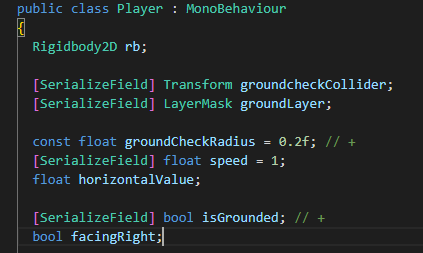 public class Player : MonoBehaviour
{
Rigidbody2D rb;
[SerializeField] Transform groundcheckCollider;
[SerializeField] LayerMask groundLayer;
const float groundCheckRadius = 0.2f; // +
[SerializeField] float speed = 1;
float horizontalValue;
[SerializeField] bool isGrounded; // +
bool facingRight;